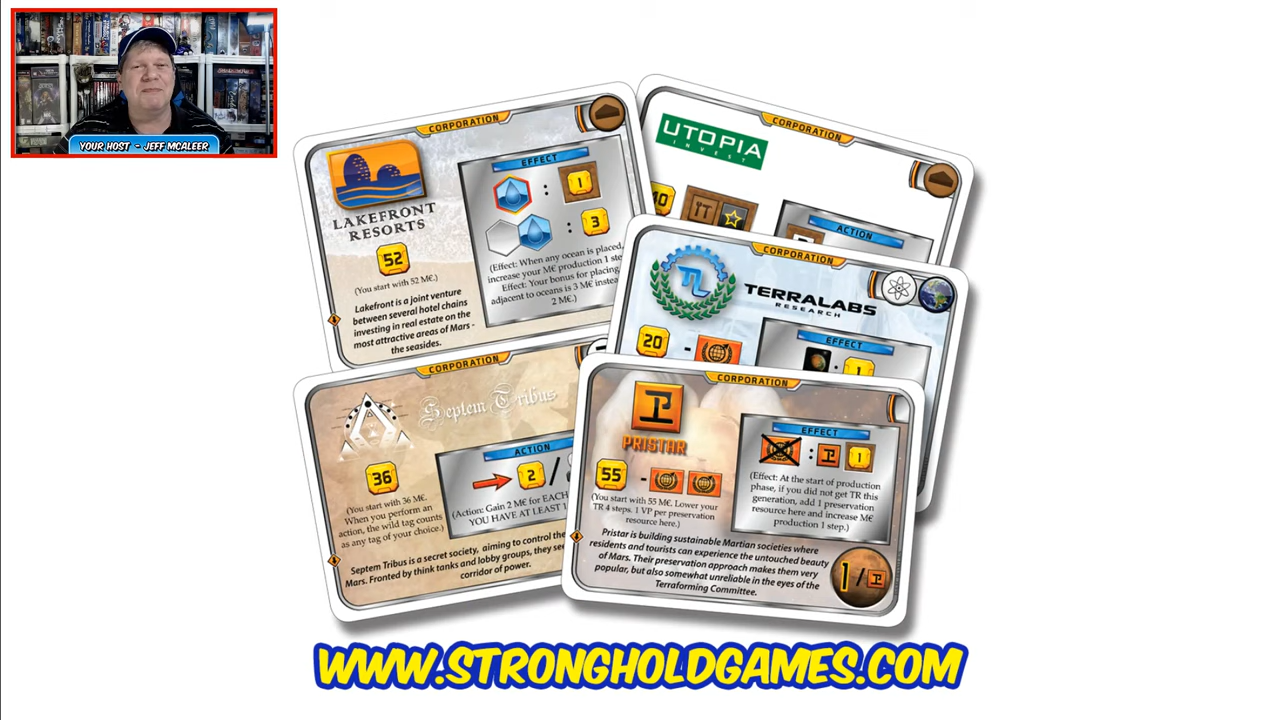 YOUR HOST - JEFF MCALEER
CORPORATION
LAKEFRONT
RESORTS
52
(You start with 52 M€.)
Lakefront is a joint venture
between several hotel chains
investing in real estate on the
most attractive areas of Mars -
the seasides.
EFFECT
: 1
: 3
(Effect: When any ocean is placed,
increase your M€ production 1
Effect: Your bonus for placing
adjacent to oceans is 3 M€
2 M€.)
CORPORATION
UTOPIA
INVEST
ACTION
CORPORATION
TL
TERRALABS
RESEARCH
20 -
EFFECT
: 1
CORPORATION
Septem Tribus
36
(You start with 36 M€.
When you perform an
action, the wild tag counts
as any tag of your choice.)
ACTION
2 /
(Action: Gain 2 M€ for EACH
YOU HAVE AT LEAST 1
Septem Tribus is a secret society, aiming to control the
Mars. Fronted by think tanks and lobby groups, they
corridor of power.
CORPORATION
PRISTAR
55 -
(You start with 55 M€. Lower your
TR 4 steps. 1 VP per preservation
resource here.)
EFFECT
: 1
(Effect: At the start of production
phase, if you did not get TR this
generation, add 1 preservation
resource here and increase M€
production 1 step.)
Pristar is building sustainable Martian societies where
residents and tourists can experience the untouched beauty
of Mars. Their preservation approach makes them very
popular, but also somewhat unreliable in the eyes of the
Terraforming Committee.
1 /
WWW.STRONGHOLDGAMES.COM